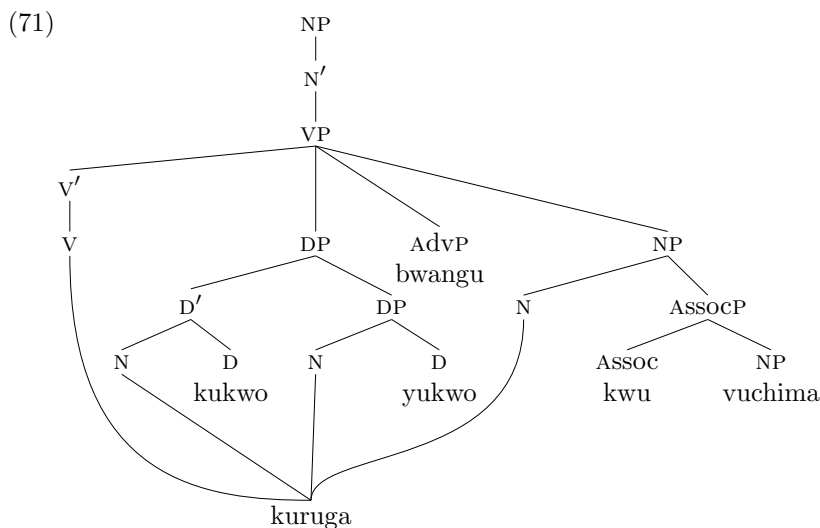 (71)
NP
N′
VP
V′
V DP AdvP NP
bwangu
D′ DP N AssocP
N D N D Assoc NP
kukwo yukwo kwu vuchima
kuruga